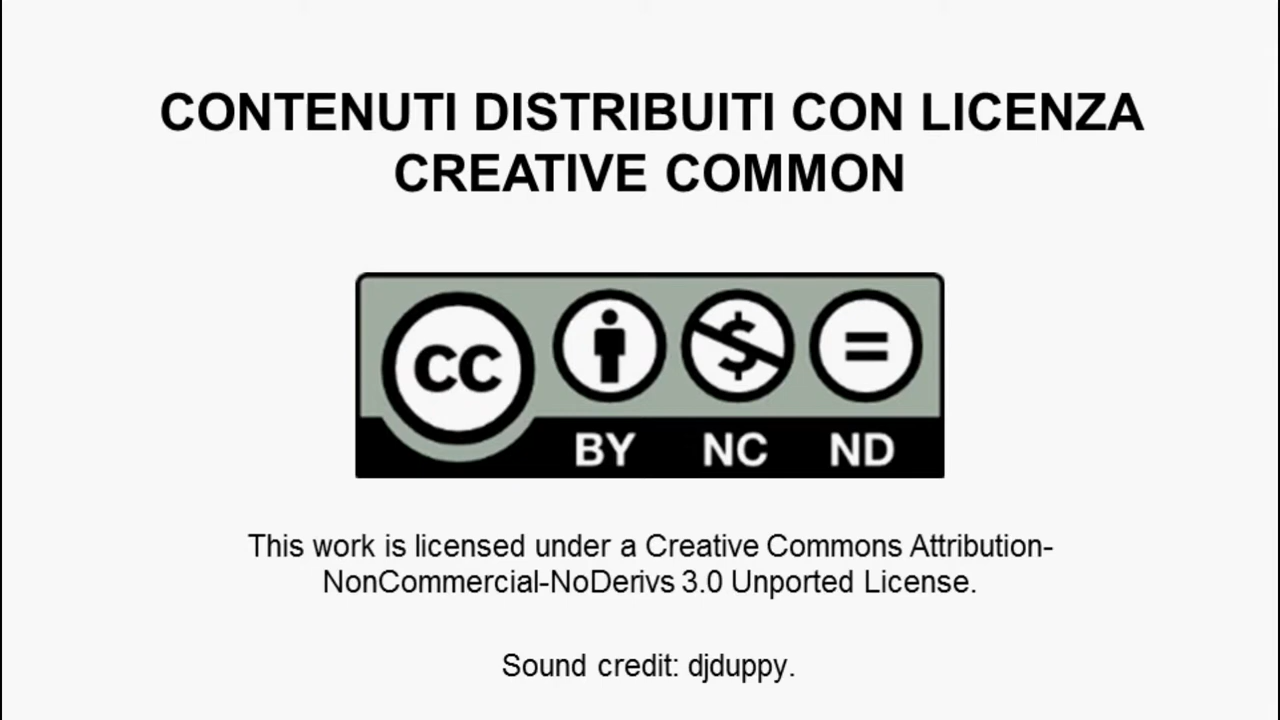 CONTENUTI DISTRIBUITI CON LICENZA
CREATIVE COMMON
CC
BY NC ND
This work is licensed under a Creative Commons Attribution-
NonCommercial-NoDerivs 3.0 Unported License.
Sound credit: djduppy.